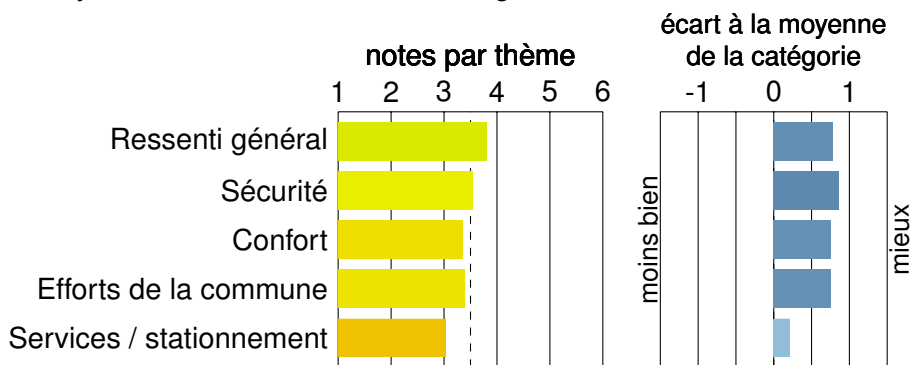 écart à la moyenne
notes par thème de la catégorie
1 2 3 4 5 6 -1 0 1
Ressenti général
Sécurité
Confort
Efforts de la commune
Services / stationnement
moins bien
mieux